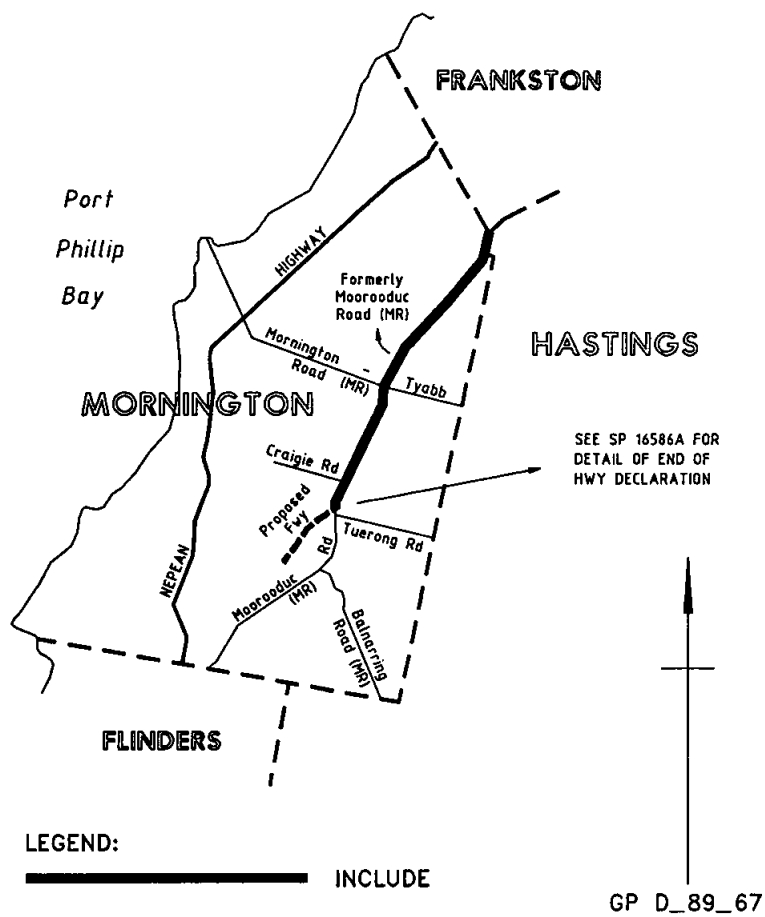 FRANKSTON
Port
Phillip
Bay
HIGHWAY
Formerly
Moorooduc
Road (MR)
HASTINGS
Mornington
Road (MR)
Tyabb
MORNINGTON
SEE SP 16586A FOR
DETAIL OF END OF
HWY DECLARATION
Craigie Rd
Proposed
Fwy
Tuerong Rd
Rd
NEPEAN
Moorooduc
(MR)
Balnarring
Road (MR)
FLINDERS
LEGEND:
INCLUDE
GP D_89_67